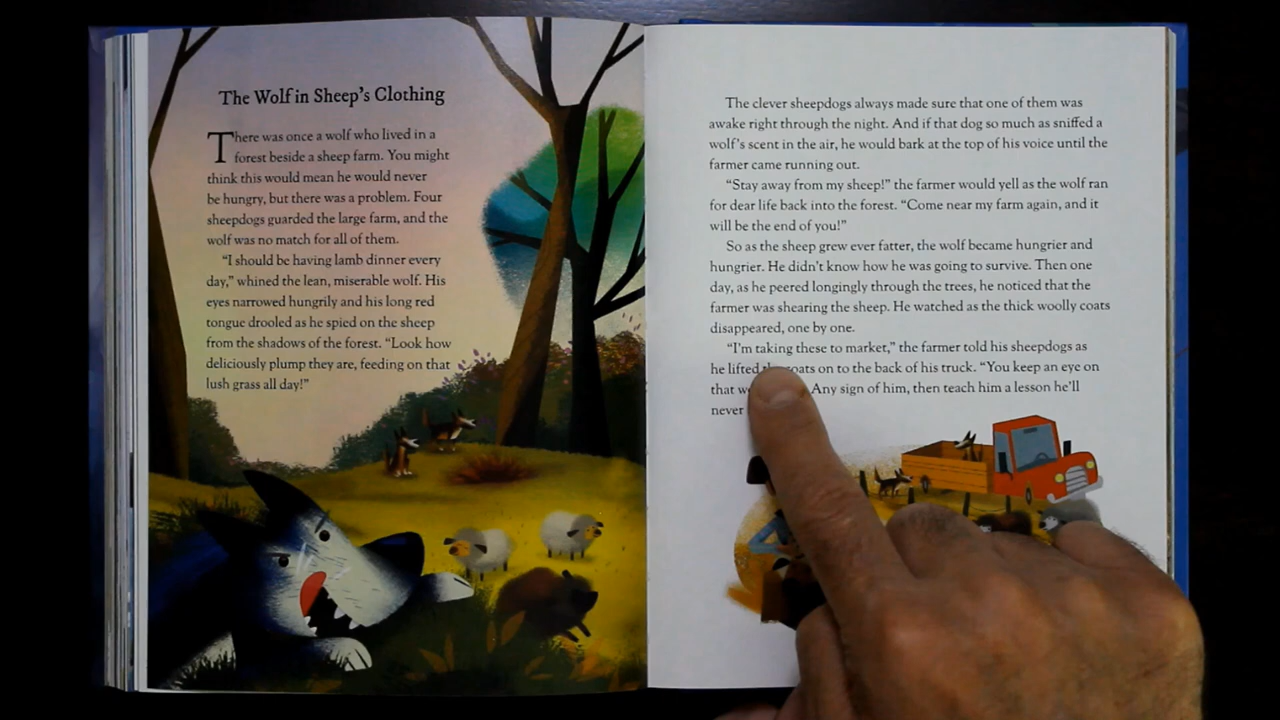 The Wolf in Sheep's Clothing
There was once a wolf who lived in a
forest beside a sheep farm. You might
think this would mean he would never
be hungry, but there was a problem. Four
sheepdogs guarded the large farm, and the
wolf was no match for all of them.
"I should be having lamb dinner every
day," whined the lean, miserable wolf. His
eyes narrowed hungrily and his long red
tongue drooled as he spied on the sheep
from the shadows of the forest. "Look how
deliciously plump they are, feeding on that
lush grass all day!"
The clever sheepdogs always made sure that one of them was
awake right through the night. And if that dog so much as sniffed a
wolf's scent in the air, he would bark at the top of his voice until the
farmer came running out.
"Stay away from my sheep!" the farmer would yell as the wolf ran
for dear life back into the forest. "Come near my farm again, and it
will be the end of you!"
So as the sheep grew ever fatter, the wolf became hungrier and
hungrier. He didn't know how he was going to survive. Then one
day, as he peered longingly through the trees, he noticed that the
farmer was shearing the sheep. He watched as the thick woolly coats
disappeared, one by one.
"I'm taking these to market," the farmer told his sheepdogs as
he lifted coats on to the back of his truck. "You keep an eye on
that Any sign of him, then teach him a lesson he'll
never